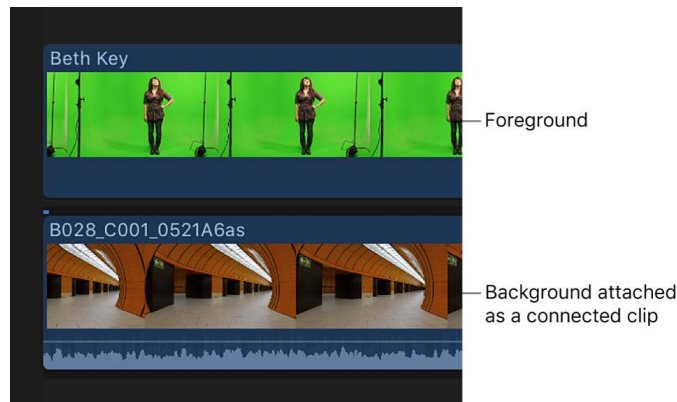 Beth Key
Foreground
B028_C001_0521A6as
Background attached
as a connected clip